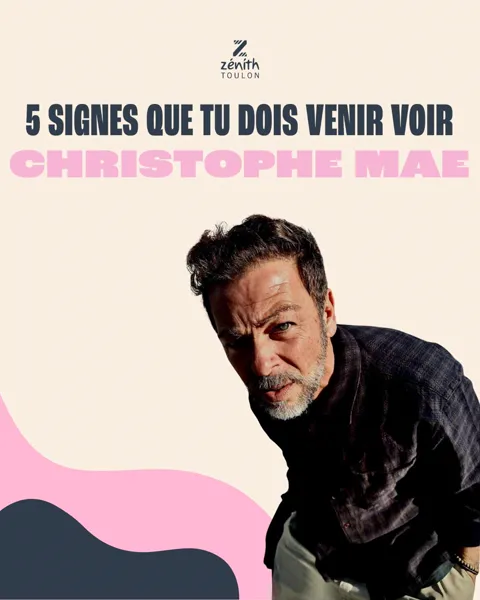 zénith
TOULON
5 SIGNES QUE TU DOIS VENIR VOIR
CHRISTOPHE MAE